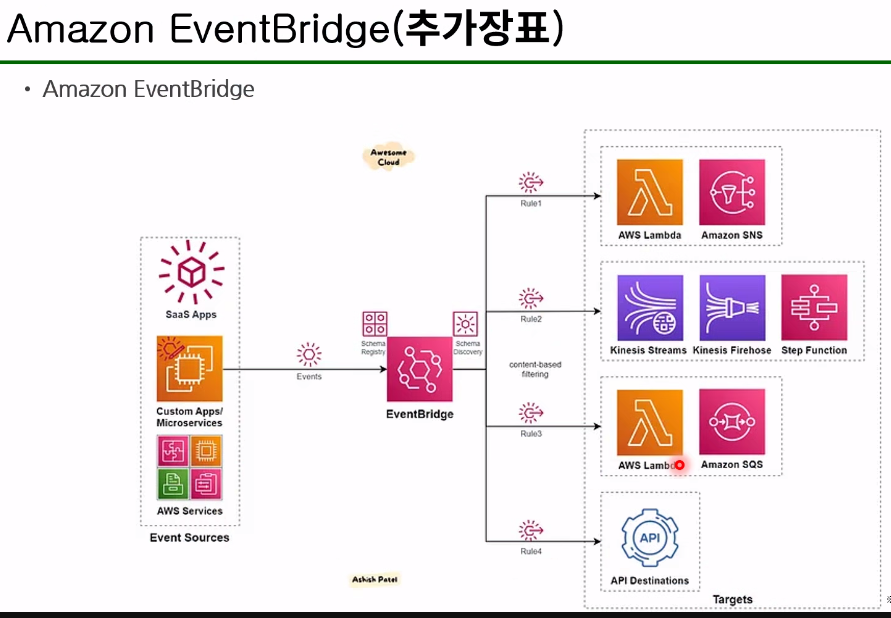 Amazon EventBridge(추가장표)
• Amazon EventBridge
Awesome
Cloud
SaaS Apps
Custom Apps/
Microservices
AWS Services
Event Sources
Events
Schema
Registry
Schema
Discovery
EventBridge
content-based
filtering
Rule1
AWS Lambda
Amazon SNS
Rule2
Kinesis Streams
Kinesis Firehose
Step Function
Rule3
AWS Lambda
Amazon SQS
Rule4
API
API Destinations
Targets
Ashish Patel